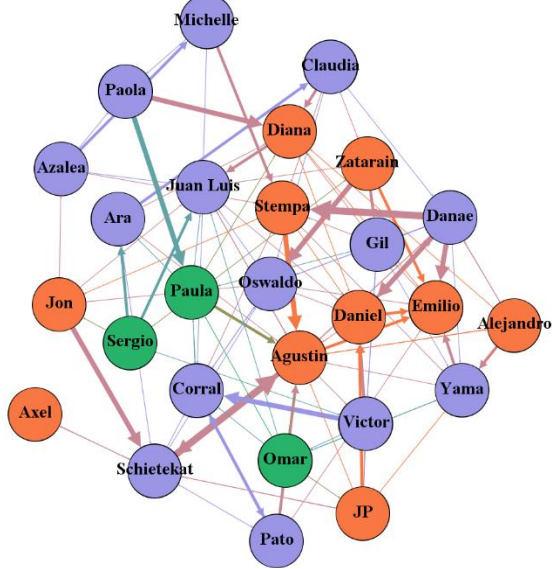 Michelle
Claudia
Paola
Diana
Zatarain
Azalea
Juan Luis
Stempa
Ara
Danae
Gil
Oswaldo
Paula
Jon
Daniel
Emilio
Alejandro
Sergio
Agustin
Corral
Yama
Axel
Victor
Schietekat
Omar
JP
Pato